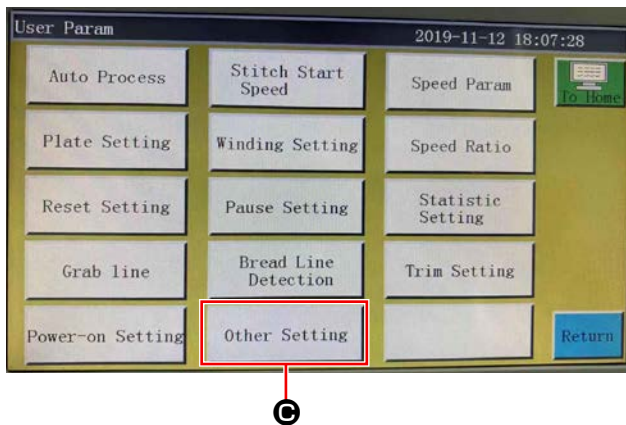 User Param
2019-11-12 18:07:28
Auto Process
Stitch Start
Speed
Speed Param
To Home
Plate Setting
Winding Setting
Speed Ratio
Reset Setting
Pause Setting
Statistic
Setting
Grab line
Bread Line
Detection
Trim Setting
Power-on Setting
Other Setting
Return
C